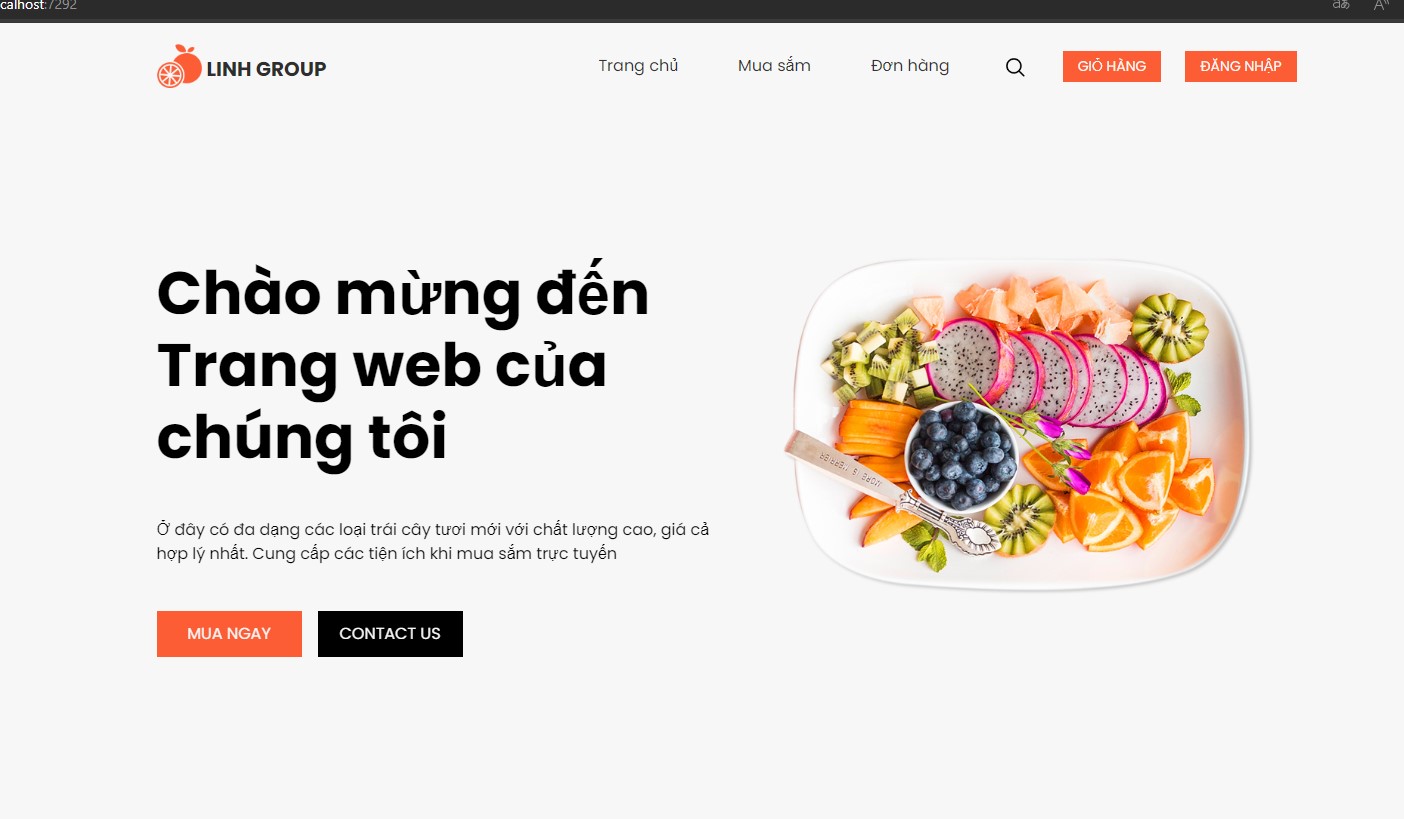 calhost:7292
LINH GROUP
Trang chủ
Mua sắm
Đơn hàng
GIỎ HÀNG
ĐĂNG NHẬP
Chào mừng đến
Trang web của
chúng tôi
Ở đây có đa dạng các loại trái cây tươi mới với chất lượng cao, giá cả
hợp lý nhất. Cung cấp các tiện ích khi mua sắm trực tuyến
MUA NGAY
CONTACT US